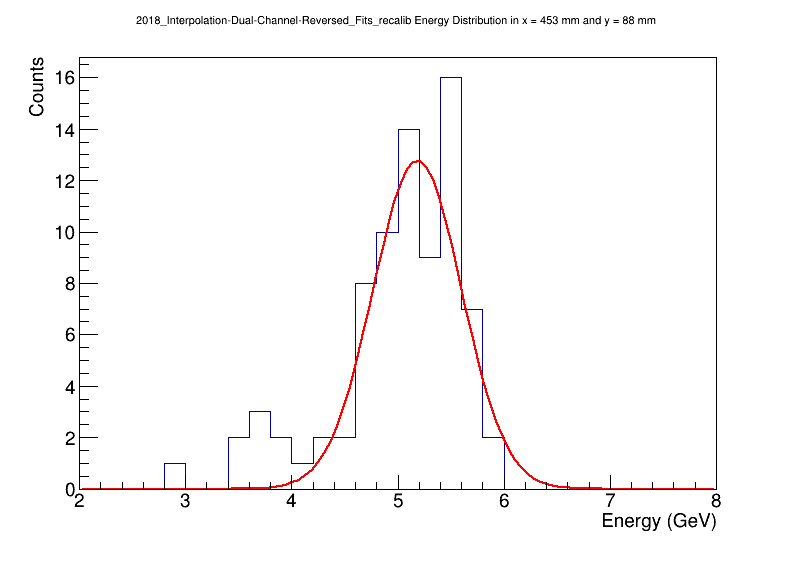 2018_Interpolation-Dual-Channel-Reversed_Fits_recalib Energy Distribution in x = 453 mm and y = 88 mm
Counts
16
14
12
10
8
6
4
2
0
2 3 4 5 6 7 8
Energy (GeV)